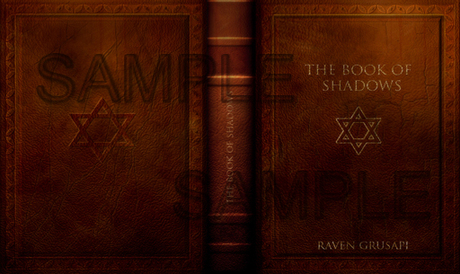 SAMPLE
THE BOOK OF SHADOWS
THE BOOK OF
SHADOWS
SAMPLE
RAVEN GRUSAPI